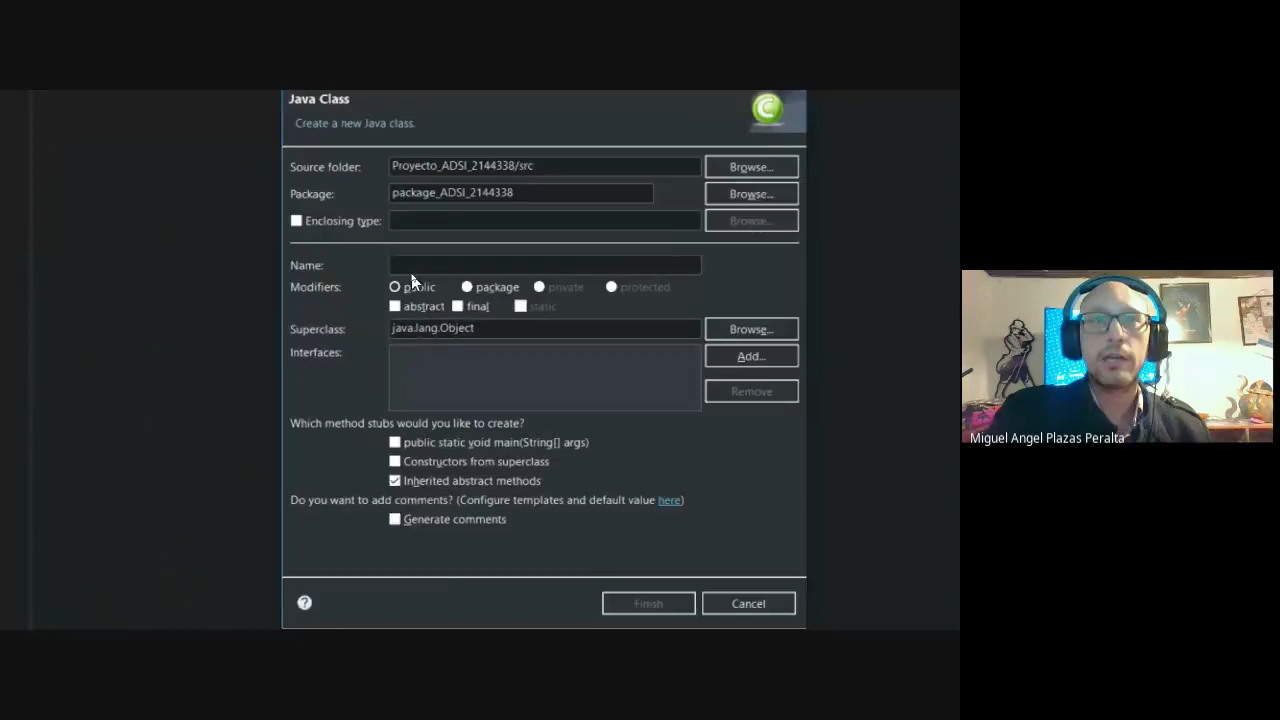 Java Class
Create a new Java class.
Source folder: Proyecto_ADSI_2144338/src Browse...
Package: package_ADSI_2144338 Browse...
Enclosing type: Browse...
Name:
Modifiers: public package private protected
abstract final static
Superclass: java.lang.Object Browse...
Interfaces: Add...
Remove
Which method stubs would you like to create?
public static void main(String[] args)
Constructors from superclass
Inherited abstract methods
Do you want to add comments? (Configure templates and default value here)
Generate comments
? Finish Cancel
Miguel Angel Plazas Peralta